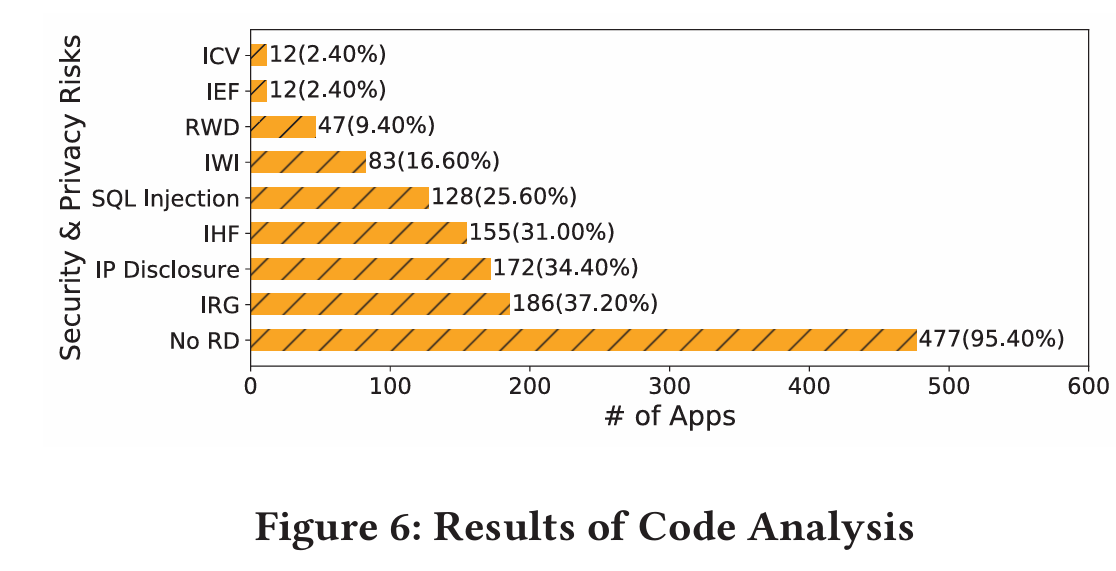 Security & Privacy Risks
ICV 12(2.40%)
IEF 12(2.40%)
RWD 47(9.40%)
IWI 83(16.60%)
SQL Injection 128(25.60%)
IHF 155(31.00%)
IP Disclosure 172(34.40%)
IRG 186(37.20%)
No RD 477(95.40%)
0 100 200 300 400 500 600
# of Apps
Figure 6: Results of Code Analysis